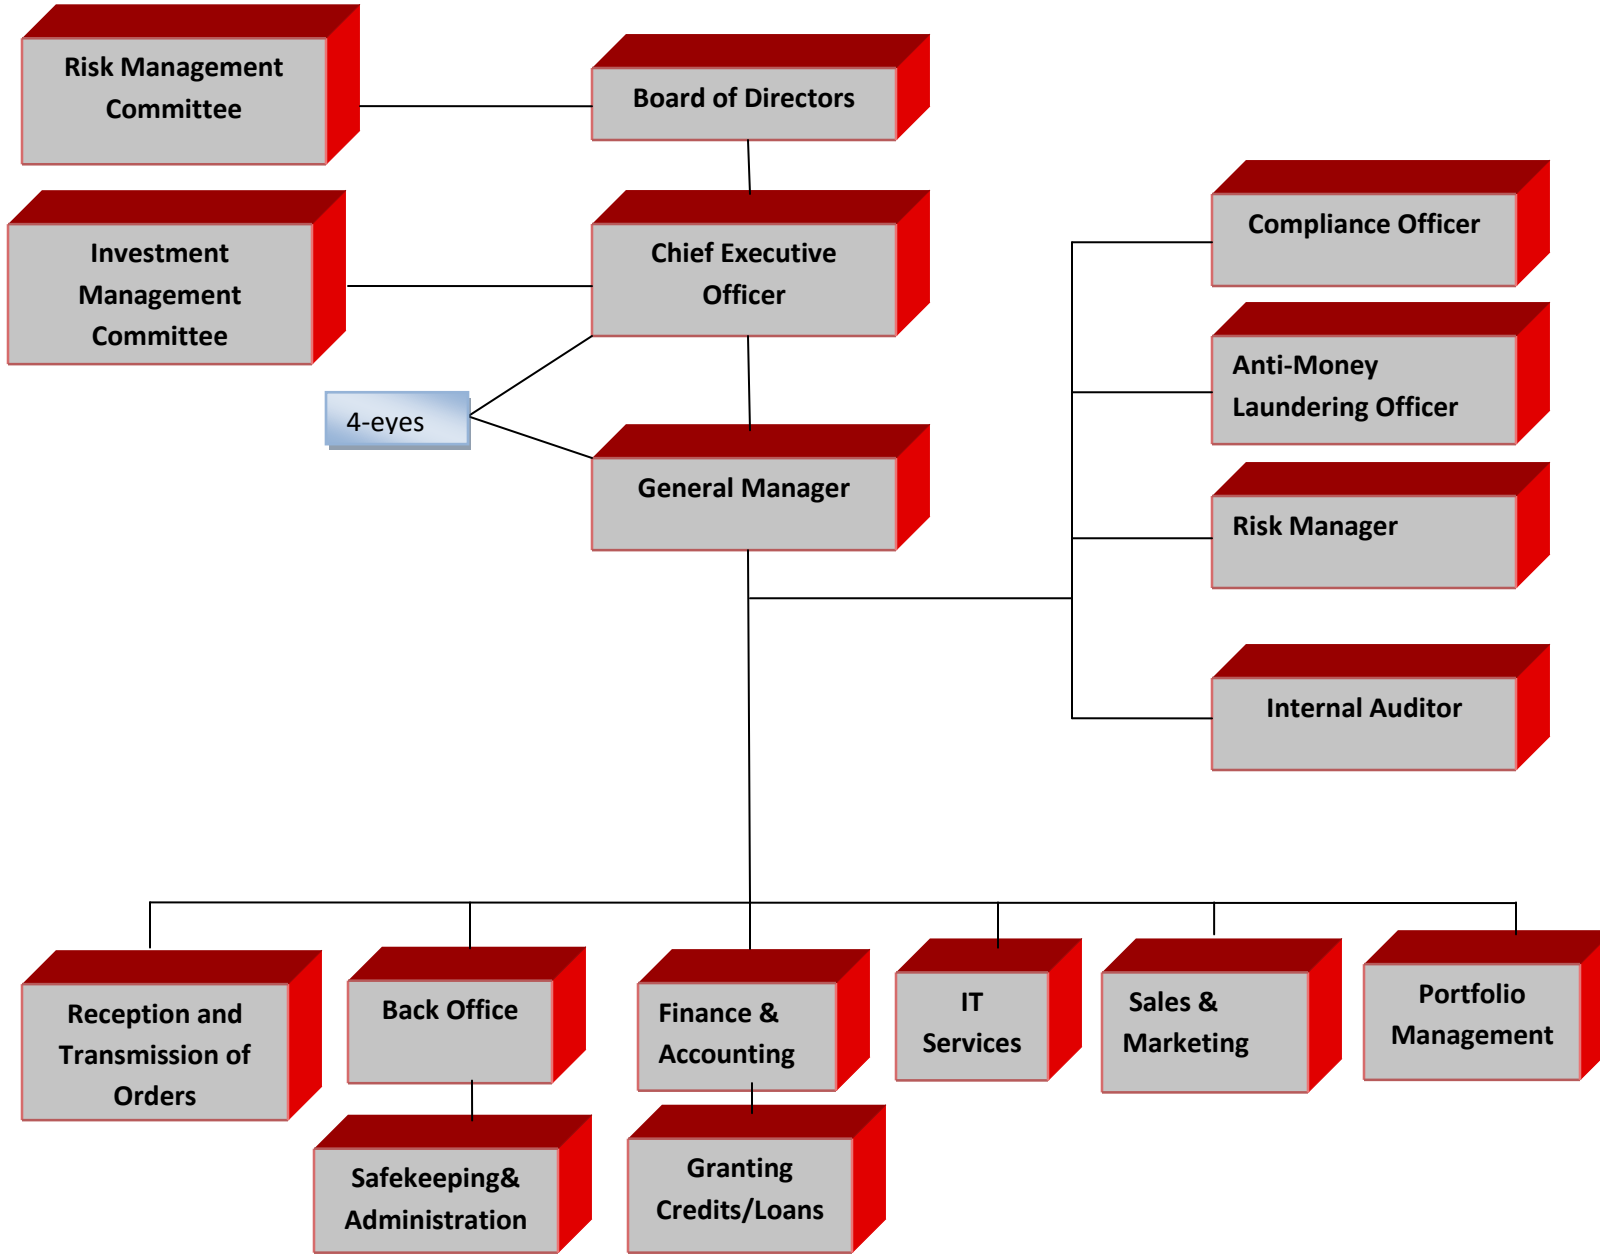 Risk Management
Committee
Board of Directors
Compliance Officer
Investment
Management
Committee
Chief Executive
Officer
Anti-Money
Laundering Officer
4-eyes
General Manager
Risk Manager
Internal Auditor
Reception and
Transmission of
Orders
Back Office
Finance &
Accounting
IT
Services
Sales &
Marketing
Portfolio
Management
Safekeeping&
Administration
Granting
Credits/Loans